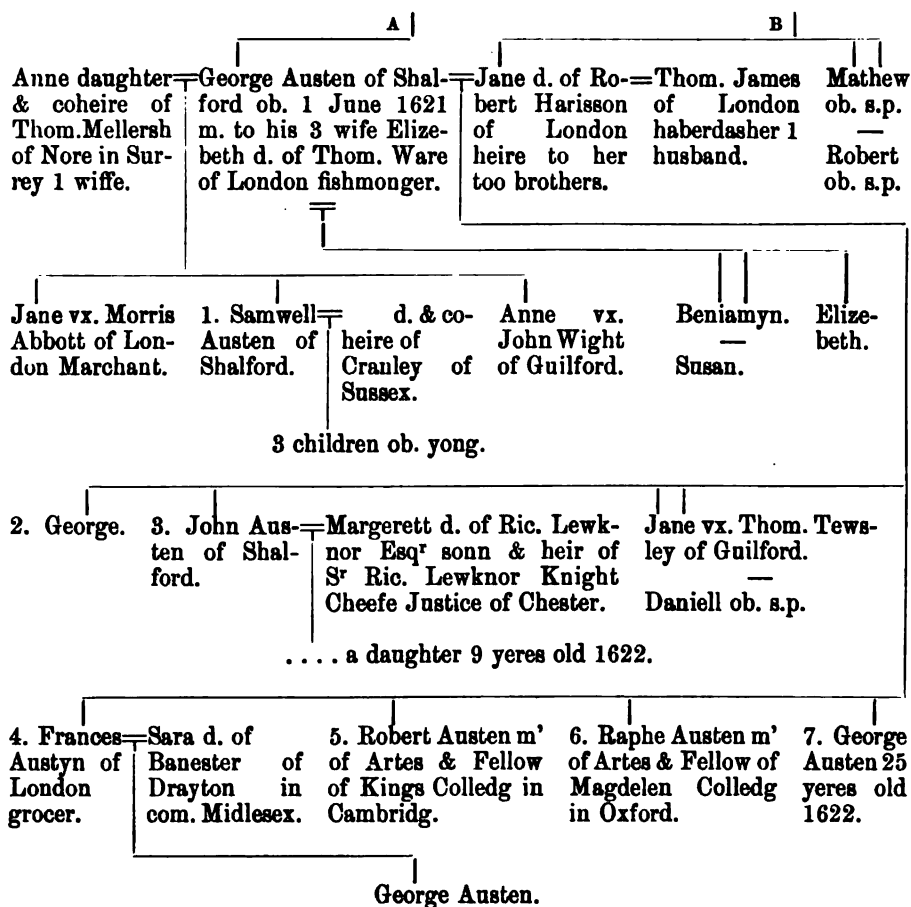 A B
Anne daughter
& coheire of
Thom. Mellersh
of Nore in Sur-
rey 1 wiffe.
George Austen of Shal-
ford ob. 1 June 1621
m. to his 3 wife Elize-
beth d. of Thom. Ware
of London fishmonger.
Jane d. of Ro-
bert Harisson
of London
heire to her
too brothers.
Thom. James
of London
haberdasher 1
husband.
Mathew
ob. s.p.
—
Robert
ob. s.p.
Jane vx. Morris
Abbott of Lon-
don Marchant.
1. Samwell
Austen of
Shalford.
d. & co-
heire of
Cranley of
Sussex.
Anne vx.
John Wight
of Guilford.
Beniamyn.
—
Susan.
Elize-
beth.
3 children ob. yong.
2. George.
3. John Aus-
ten of Shal-
ford.
Margerett d. of Ric. Lewk-
nor Esqʳ sonn & heir of
Sʳ Ric. Lewknor Knight
Cheefe Justice of Chester.
Jane vx. Thom. Tews-
ley of Guilford.
—
Daniell ob. s.p.
. . . . a daughter 9 yeres old 1622.
4. Frances
Austyn of
London
grocer.
Sara d. of
Banester of
Drayton in
com. Midlesex.
5. Robert Austen m'
of Artes & Fellow
of Kings Colledg in
Cambridg.
6. Raphe Austen m'
of Artes & Fellow of
Magdelen Colledg
in Oxford.
7. George
Austen 25
yeres old
1622.
George Austen.